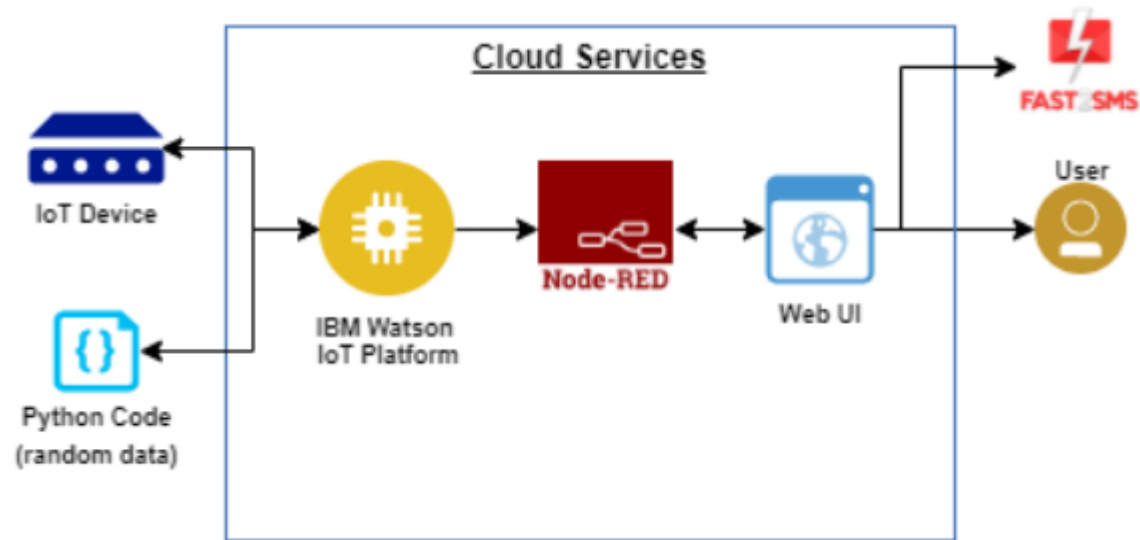 Cloud Services
FAST2SMS
User
IoT Device
Node-RED
Web UI
IBM Watson
IoT Platform
Python Code
(random data)